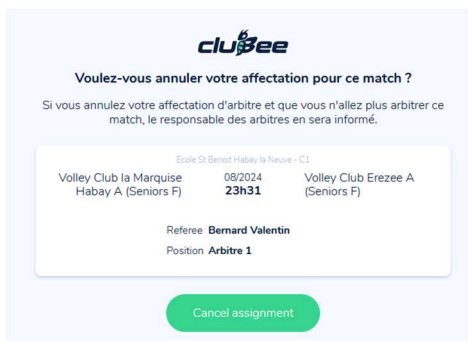 cluBee
Voulez-vous annuler votre affectation pour ce match ?
Si vous annulez votre affectation d'arbitre et que vous n'allez plus arbitrer ce
match, le responsable des arbitres en sera informé.
Ecole St Benoit Habay la Neuve - C1
Volley Club la Marquise 08/2024 Volley Club Erezee A
Habay A (Seniors F) 23h31 (Seniors F)
Referee Bernard Valentin
Position Arbitre 1
Cancel assignment